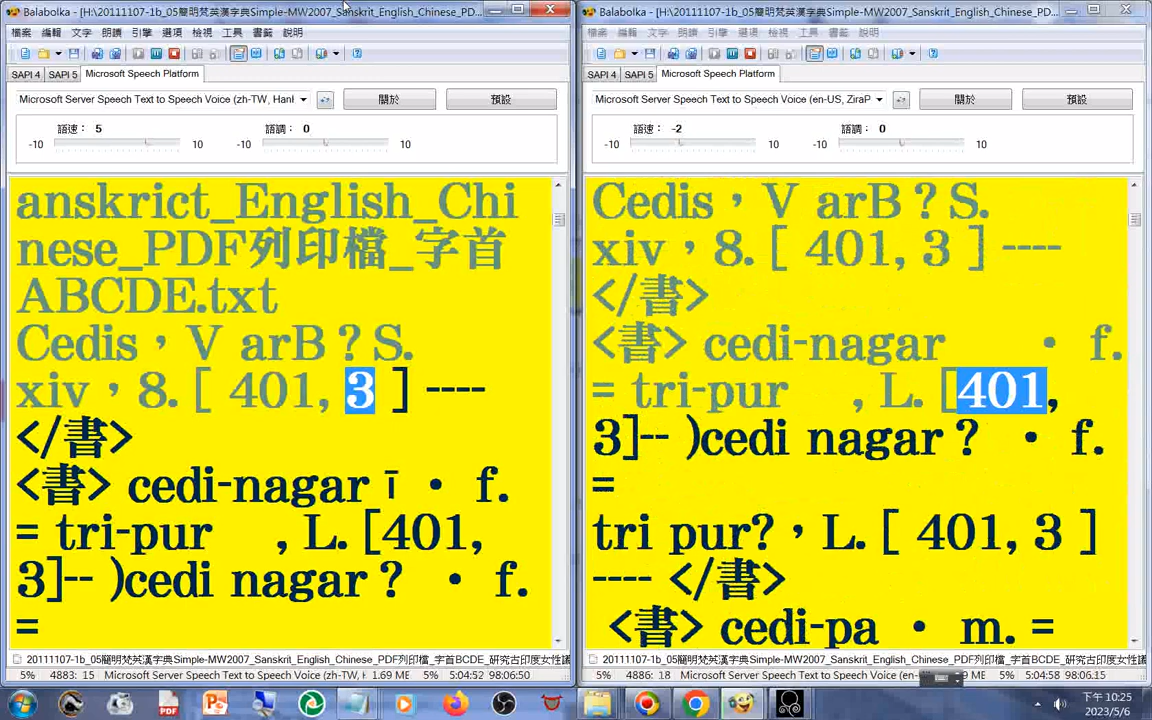 Balabolka - [H:\20111107-1b_05簡明梵英漢字典Simple-MW2007_Sanskrit_English_Chinese_PD...
檔案 編輯 文字 朗讀 引擎 選項 檢視 工具 書籤 說明
SAPI 4 SAPI 5 Microsoft Speech Platform
Microsoft Server Speech Text to Speech Voice (zh-TW, Hanl 關於 預設
語速： 5 語調： 0
-10 10 -10 10
anskrict_English_Chi
nese_PDF列印檔_字首
ABCDE.txt
Cedis，V arB？S.
xiv，8. [ 401, 3 ] ----
</書>
<書> cedi-nagar ī • f.
= tri-pur , L. [401,
3]-- )cedi nagar？ • f.
=
20111107-1b_05簡明梵英漢字典Simple-MW2007_Sanskrit_English_Chinese_PDF列印檔_字首BCDE_研究古印度女性議
5% 4883: 15 Microsoft Server Speech Text to Speech Voice (zh-TW, H 1.69 ME 5% 5:04:52 98:06:50
Balabolka - [H:\20111107-1b_05簡明梵英漢字典Simple-MW2007_Sanskrit_English_Chinese_PD...
檔案 編輯 文字 朗讀 引擎 選項 檢視 工具 書籤 說明
SAPI 4 SAPI 5 Microsoft Speech Platform
Microsoft Server Speech Text to Speech Voice (en-US, ZiraP 關於 預設
語速： -2 語調： 0
-10 10 -10 10
Cedis，V arB？S.
xiv，8. [ 401, 3 ] ----
</書>
<書> cedi-nagar • f.
= tri-pur , L. [401,
3]-- )cedi nagar？ • f.
=
tri pur?，L. [ 401, 3 ]
---- </書>
<書> cedi-pa • m. =
20111107-1b_05簡明梵英漢字典Simple-MW2007_Sanskrit_English_Chinese_PDF列印檔_字首BCDE_研究古印度女性議
5% 4886: 18 Microsoft Server Speech Text to Speech Voice (en-US, ME 5% 5:04:58 98:06:15
PDF
下午 10:25
2023/5/6